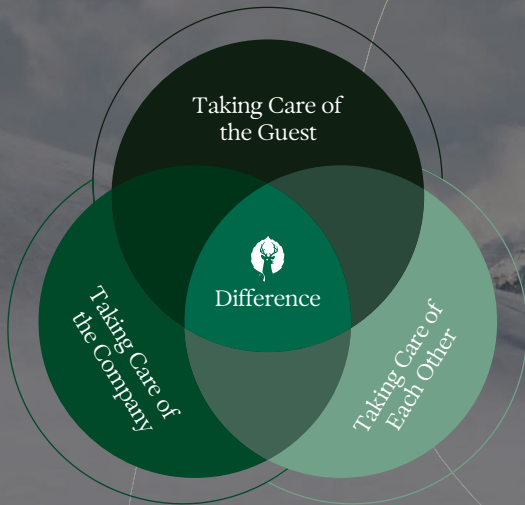 Taking Care of
the Guest
Difference
Taking Care of
the Company
Taking Care of
Each Other